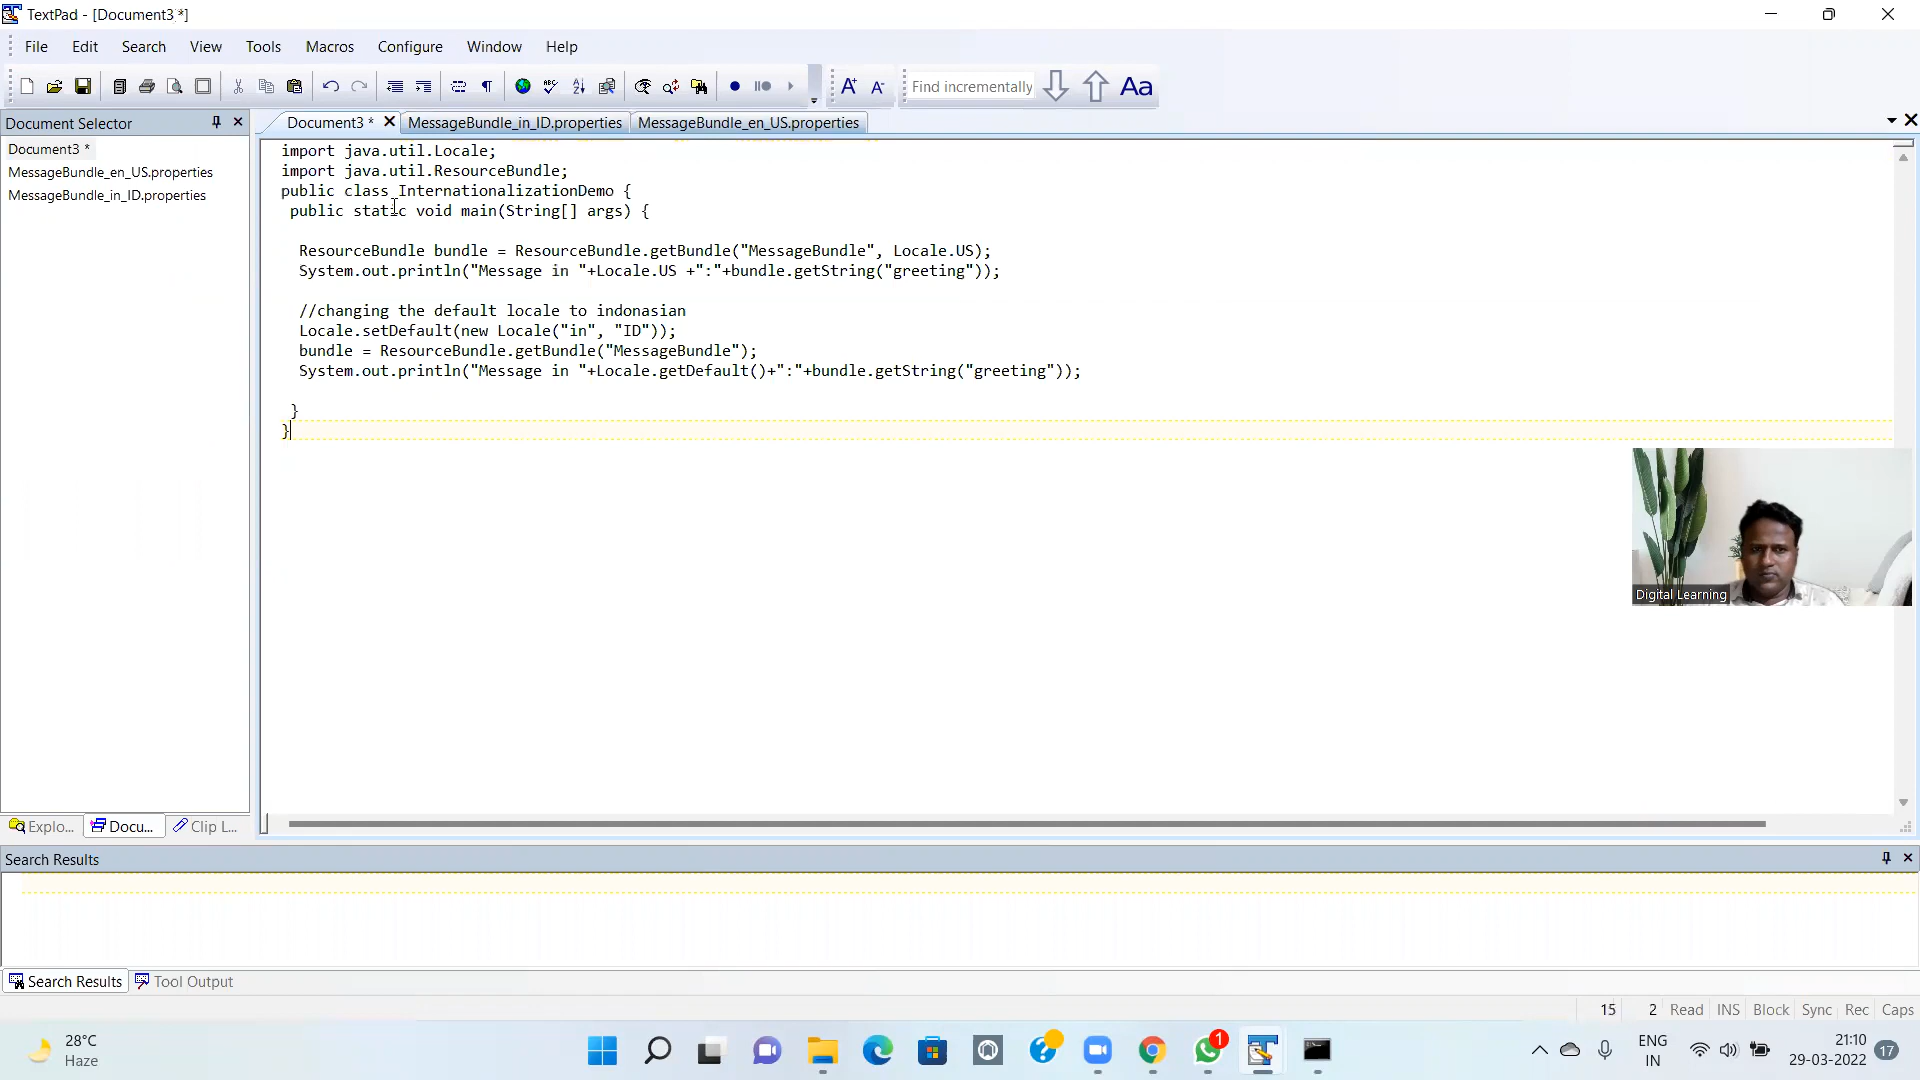 TextPad - [Document3 *]
File Edit Search View Tools Macros Configure Window Help
Find incrementally
Document Selector
Document3 *
MessageBundle_en_US.properties
MessageBundle_in_ID.properties
Document3 * MessageBundle_in_ID.properties MessageBundle_en_US.properties
import java.util.Locale;
import java.util.ResourceBundle;
public class InternationalizationDemo {
public static void main(String[] args) {
ResourceBundle bundle = ResourceBundle.getBundle("MessageBundle", Locale.US);
System.out.println("Message in "+Locale.US +":"+bundle.getString("greeting"));
//changing the default locale to indonasian
Locale.setDefault(new Locale("in", "ID"));
bundle = ResourceBundle.getBundle("MessageBundle");
System.out.println("Message in "+Locale.getDefault()+":"+bundle.getString("greeting"));
}
}
Digital Learning
Explo... Docu... Clip L...
Search Results
Search Results Tool Output
15 2 Read INS Block Sync Rec Caps
28°C
Haze
1
ENG
IN
21:10
29-03-2022
17